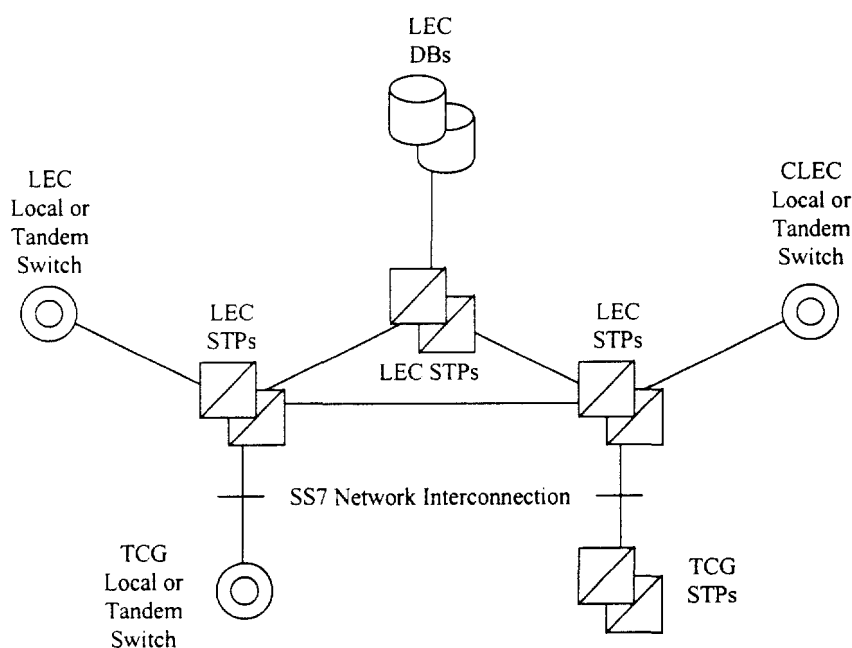 LEC
DBs
LEC
Local or
Tandem
Switch
CLEC
Local or
Tandem
Switch
LEC
STPs
LEC STPs
LEC
STPs
SS7 Network Interconnection
TCG
Local or
Tandem
Switch
TCG
STPs